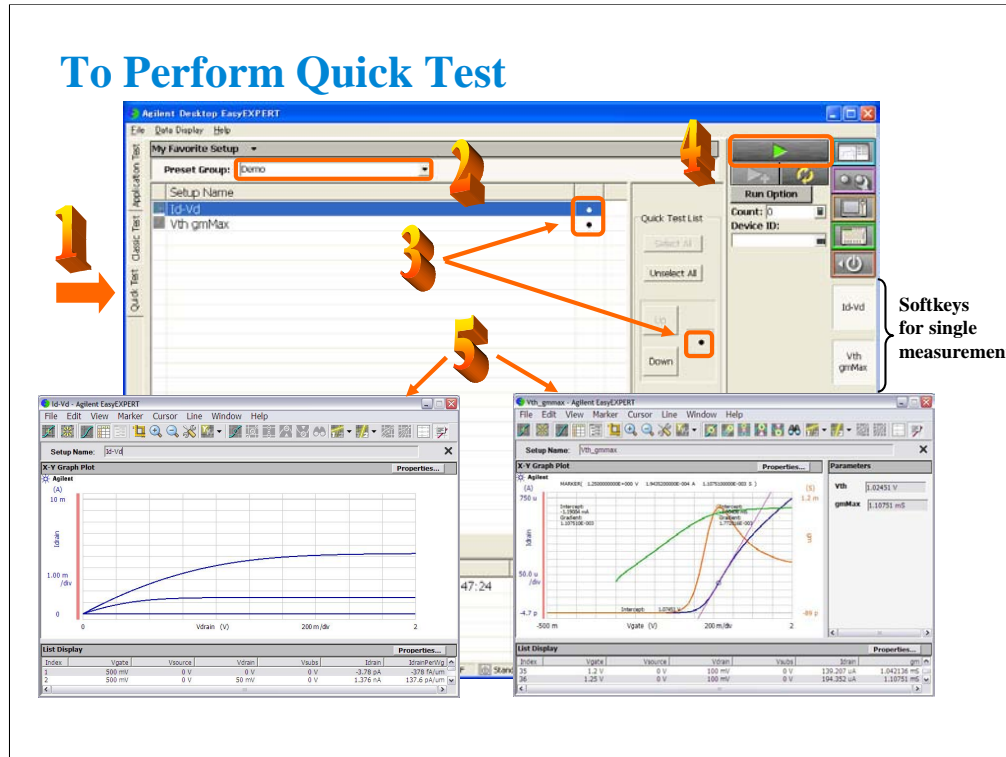 To Perform Quick Test
Agilent Desktop EasyEXPERT
File Data Display Help
My Favorite Setup
Preset Group: Demo
Setup Name
Id-Vd
Vth gmMax
Application Test
Classic Test
Quick Test
1
2
3
4
5
Quick Test List
Select All
Unselect All
Up
Down
Run Option
Count: 0
Device ID:
Id-Vd
Vth
gmMax
Softkeys
for single
measuremen
47:24
Stand
Id-Vd - Agilent EasyEXPERT
File Edit View Marker Cursor Line Window Help
Setup Name: Id-Vd
X-Y Graph Plot Properties...
Agilent
(A)
10 m
Idrain
1.00 m
/div
0
0 Vdrain (V) 200 m/div 2
List Display Properties...
Index Vgate Vsource Vdrain Vsubs Idrain IdrainPerWg
1 500 mV 0 V 0 V 0 V -3.78 pA -378 fA/um
2 500 mV 0 V 50 mV 0 V 1.376 nA 137.6 pA/um
Vth_gmmax - Agilent EasyEXPERT
File Edit View Marker Cursor Line Window Help
Setup Name: Vth_gmmax
X-Y Graph Plot Properties... Parameters
Agilent
(A) (S)
750 u 1.2 m
Intercept:
Gradient:
1.107510E-003
Gradient:
Idrain
gm
50.0 u
/div
Intercept:
-4.7 p -89 p
-500 m Vgate (V) 200 m/div 2
Vth 1.02451 V
gmMax 1.10751 mS
List Display Properties...
Index Vgate Vsource Vdrain Vsubs Idrain gm
35 1.2 V 0 V 100 mV 0 V 139.207 uA 1.042136 mS
36 1.25 V 0 V 100 mV 0 V 194.352 uA 1.10751 mS